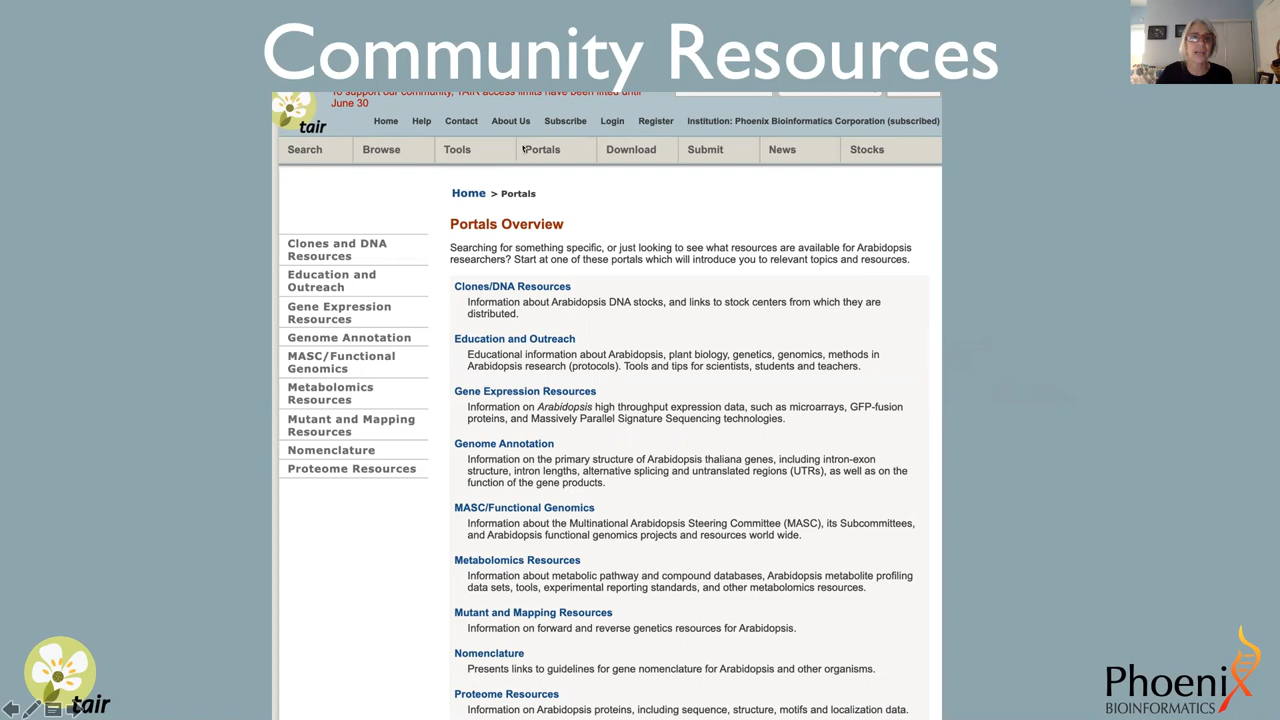 Community Resources
To support our community, TAIR access limits have been lifted until
June 30
tair
Home Help Contact About Us Subscribe Login Register Institution: Phoenix Bioinformatics Corporation (subscribed)
Search Browse Tools Portals Download Submit News Stocks
Home > Portals
Portals Overview
Searching for something specific, or just looking to see what resources are available for Arabidopsis
researchers? Start at one of these portals which will introduce you to relevant topics and resources.
Clones and DNA
Resources
Education and
Outreach
Gene Expression
Resources
Genome Annotation
MASC/Functional
Genomics
Metabolomics
Resources
Mutant and Mapping
Resources
Nomenclature
Proteome Resources
Clones/DNA Resources
Information about Arabidopsis DNA stocks, and links to stock centers from which they are
distributed.
Education and Outreach
Educational information about Arabidopsis, plant biology, genetics, genomics, methods in
Arabidopsis research (protocols). Tools and tips for scientists, students and teachers.
Gene Expression Resources
Information on Arabidopsis high throughput expression data, such as microarrays, GFP-fusion
proteins, and Massively Parallel Signature Sequencing technologies.
Genome Annotation
Information on the primary structure of Arabidopsis thaliana genes, including intron-exon
structure, intron lengths, alternative splicing and untranslated regions (UTRs), as well as on the
function of the gene products.
MASC/Functional Genomics
Information about the Multinational Arabidopsis Steering Committee (MASC), its Subcommittees,
and Arabidopsis functional genomics projects and resources world wide.
Metabolomics Resources
Information about metabolic pathway and compound databases, Arabidopsis metabolite profiling
data sets, tools, experimental reporting standards, and other metabolomics resources.
Mutant and Mapping Resources
Information on forward and reverse genetics resources for Arabidopsis.
Nomenclature
Presents links to guidelines for gene nomenclature for Arabidopsis and other organisms.
Proteome Resources
Information on Arabidopsis proteins, including sequence, structure, motifs and localization data.
tair
Phoenix
BIOINFORMATICS